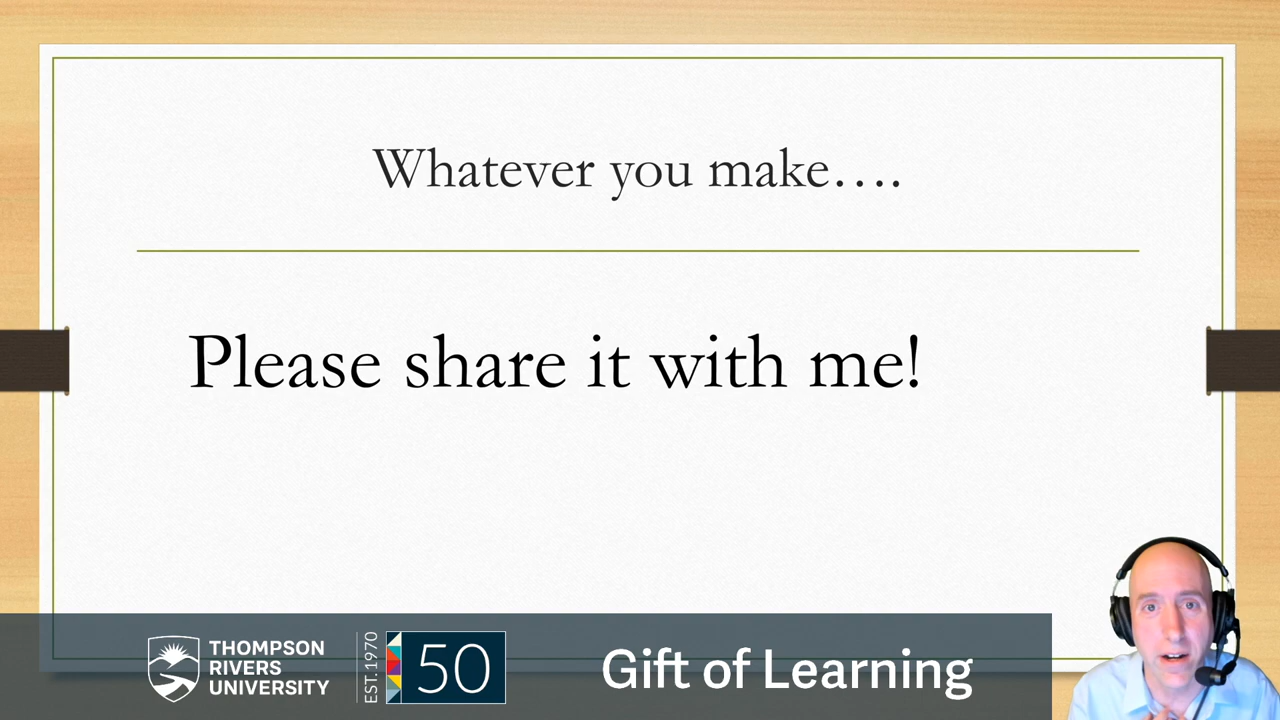 Whatever you make….
Please share it with me!
THOMPSON
RIVERS
UNIVERSITY
EST.1970
50
Gift of Learning